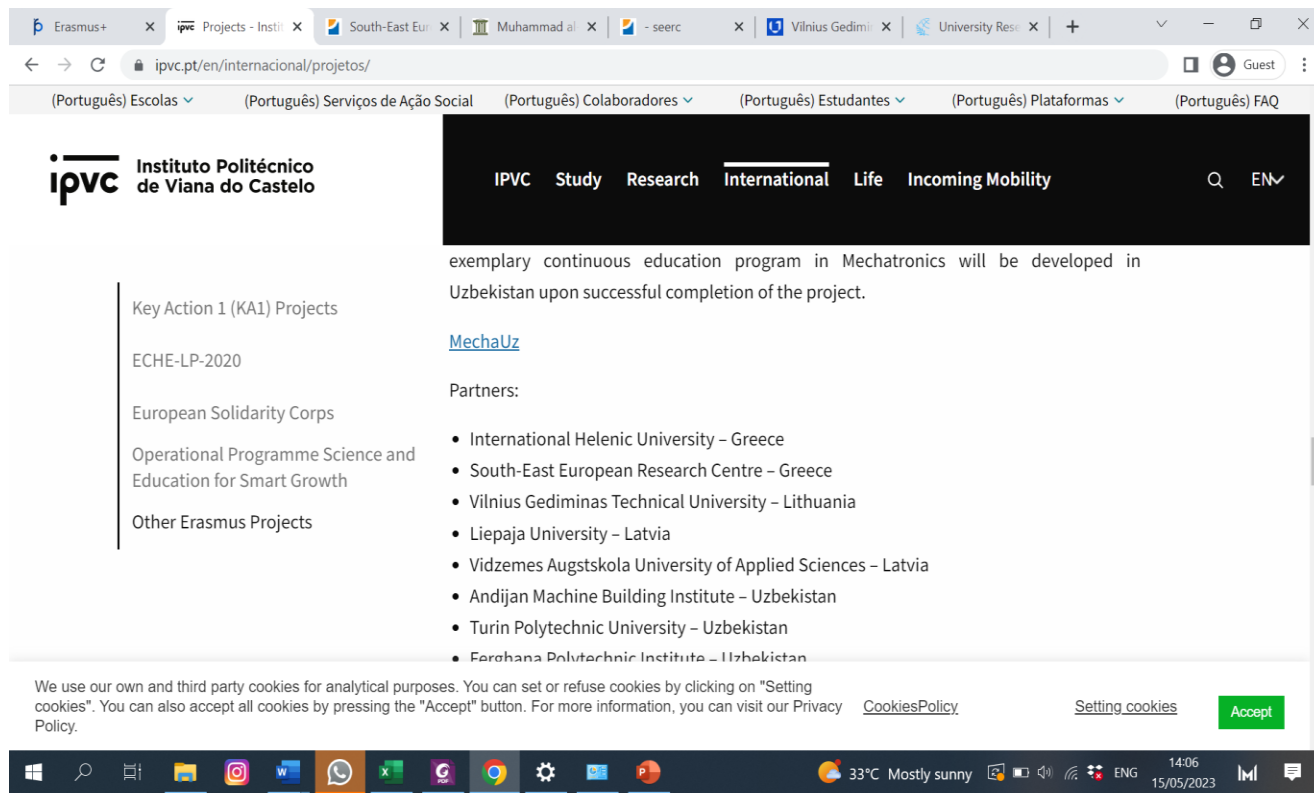 Erasmus+
Projects - Instit
South-East Eur
Muhammad al
- seerc
Vilnius Gedimi
University Rese
ipvc.pt/en/internacional/projetos/
Guest
(Português) Escolas
(Português) Serviços de Ação Social
(Português) Colaboradores
(Português) Estudantes
(Português) Plataformas
(Português) FAQ
ipvc
Instituto Politécnico
de Viana do Castelo
IPVC Study Research International Life Incoming Mobility
EN
Key Action 1 (KA1) Projects
ECHE-LP-2020
European Solidarity Corps
Operational Programme Science and
Education for Smart Growth
Other Erasmus Projects
exemplary continuous education program in Mechatronics will be developed in
Uzbekistan upon successful completion of the project.
MechaUz
Partners:
• International Helenic University – Greece
• South-East European Research Centre – Greece
• Vilnius Gediminas Technical University – Lithuania
• Liepaja University – Latvia
• Vidzemes Augstskola University of Applied Sciences – Latvia
• Andijan Machine Building Institute – Uzbekistan
• Turin Polytechnic University – Uzbekistan
• Ferghana Polytechnic Institute – Uzbekistan
We use our own and third party cookies for analytical purposes. You can set or refuse cookies by clicking on "Setting
cookies". You can also accept all cookies by pressing the "Accept" button. For more information, you can visit our Privacy
Policy.
CookiesPolicy
Setting cookies
Accept
33°C Mostly sunny
ENG
14:06
15/05/2023